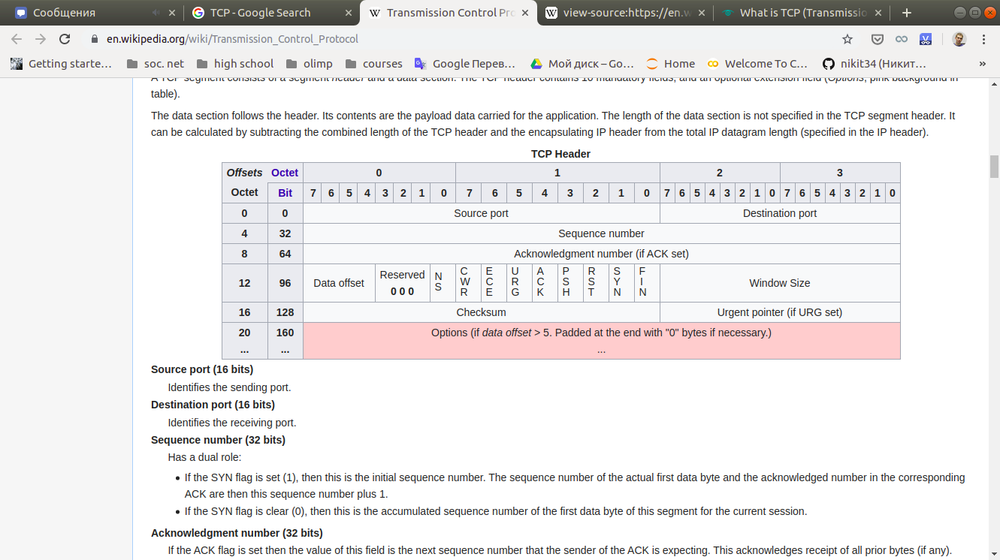 Сообщения
TCP - Google Search
Transmission Control Pro
view-source:https://en.w
What is TCP (Transmissio
en.wikipedia.org/wiki/Transmission_Control_Protocol
Getting starte… soc. net high school olimp courses Google Перев… Мой диск – Go… Home Welcome To C… nikit34 (Никит… »
A TCP segment consists of a segment header and a data section. The TCP header contains 10 mandatory fields, and an optional extension field (Options, pink background in
table).
The data section follows the header. Its contents are the payload data carried for the application. The length of the data section is not specified in the TCP segment header. It
can be calculated by subtracting the combined length of the TCP header and the encapsulating IP header from the total IP datagram length (specified in the IP header).
TCP Header
Offsets Octet 0 1 2 3
Octet Bit 7 6 5 4 3 2 1 0 7 6 5 4 3 2 1 0 7 6 5 4 3 2 1 0 7 6 5 4 3 2 1 0
0 0 Source port Destination port
4 32 Sequence number
8 64 Acknowledgment number (if ACK set)
12 96 Data offset Reserved 0 0 0 NS CWR ECE URG ACK PSH RST SYN FIN Window Size
16 128 Checksum Urgent pointer (if URG set)
20 160 Options (if data offset > 5. Padded at the end with "0" bytes if necessary.)
... ... ...
Source port (16 bits)
Identifies the sending port.
Destination port (16 bits)
Identifies the receiving port.
Sequence number (32 bits)
Has a dual role:
• If the SYN flag is set (1), then this is the initial sequence number. The sequence number of the actual first data byte and the acknowledged number in the corresponding
ACK are then this sequence number plus 1.
• If the SYN flag is clear (0), then this is the accumulated sequence number of the first data byte of this segment for the current session.
Acknowledgment number (32 bits)
If the ACK flag is set then the value of this field is the next sequence number that the sender of the ACK is expecting. This acknowledges receipt of all prior bytes (if any).